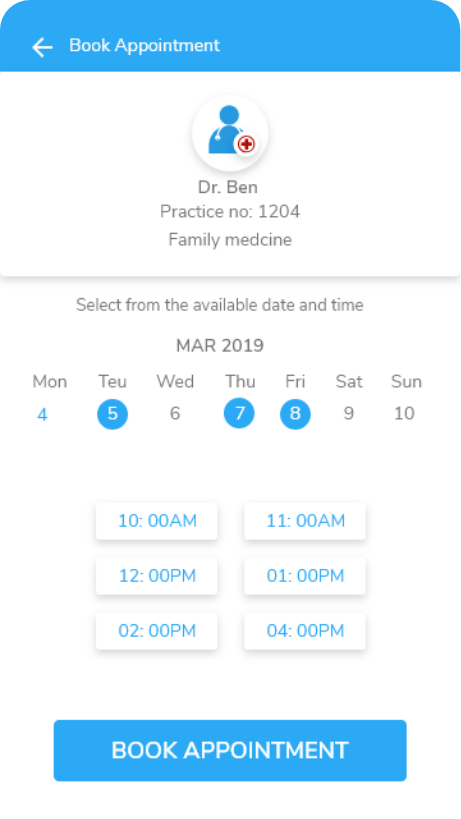 Book Appointment
Dr. Ben
Practice no: 1204
Family medcine
Select from the available date and time
MAR 2019
Mon Teu Wed Thu Fri Sat Sun
4 5 6 7 8 9 10
10: 00AM 11: 00AM
12: 00PM 01: 00PM
02: 00PM 04: 00PM
BOOK APPOINTMENT